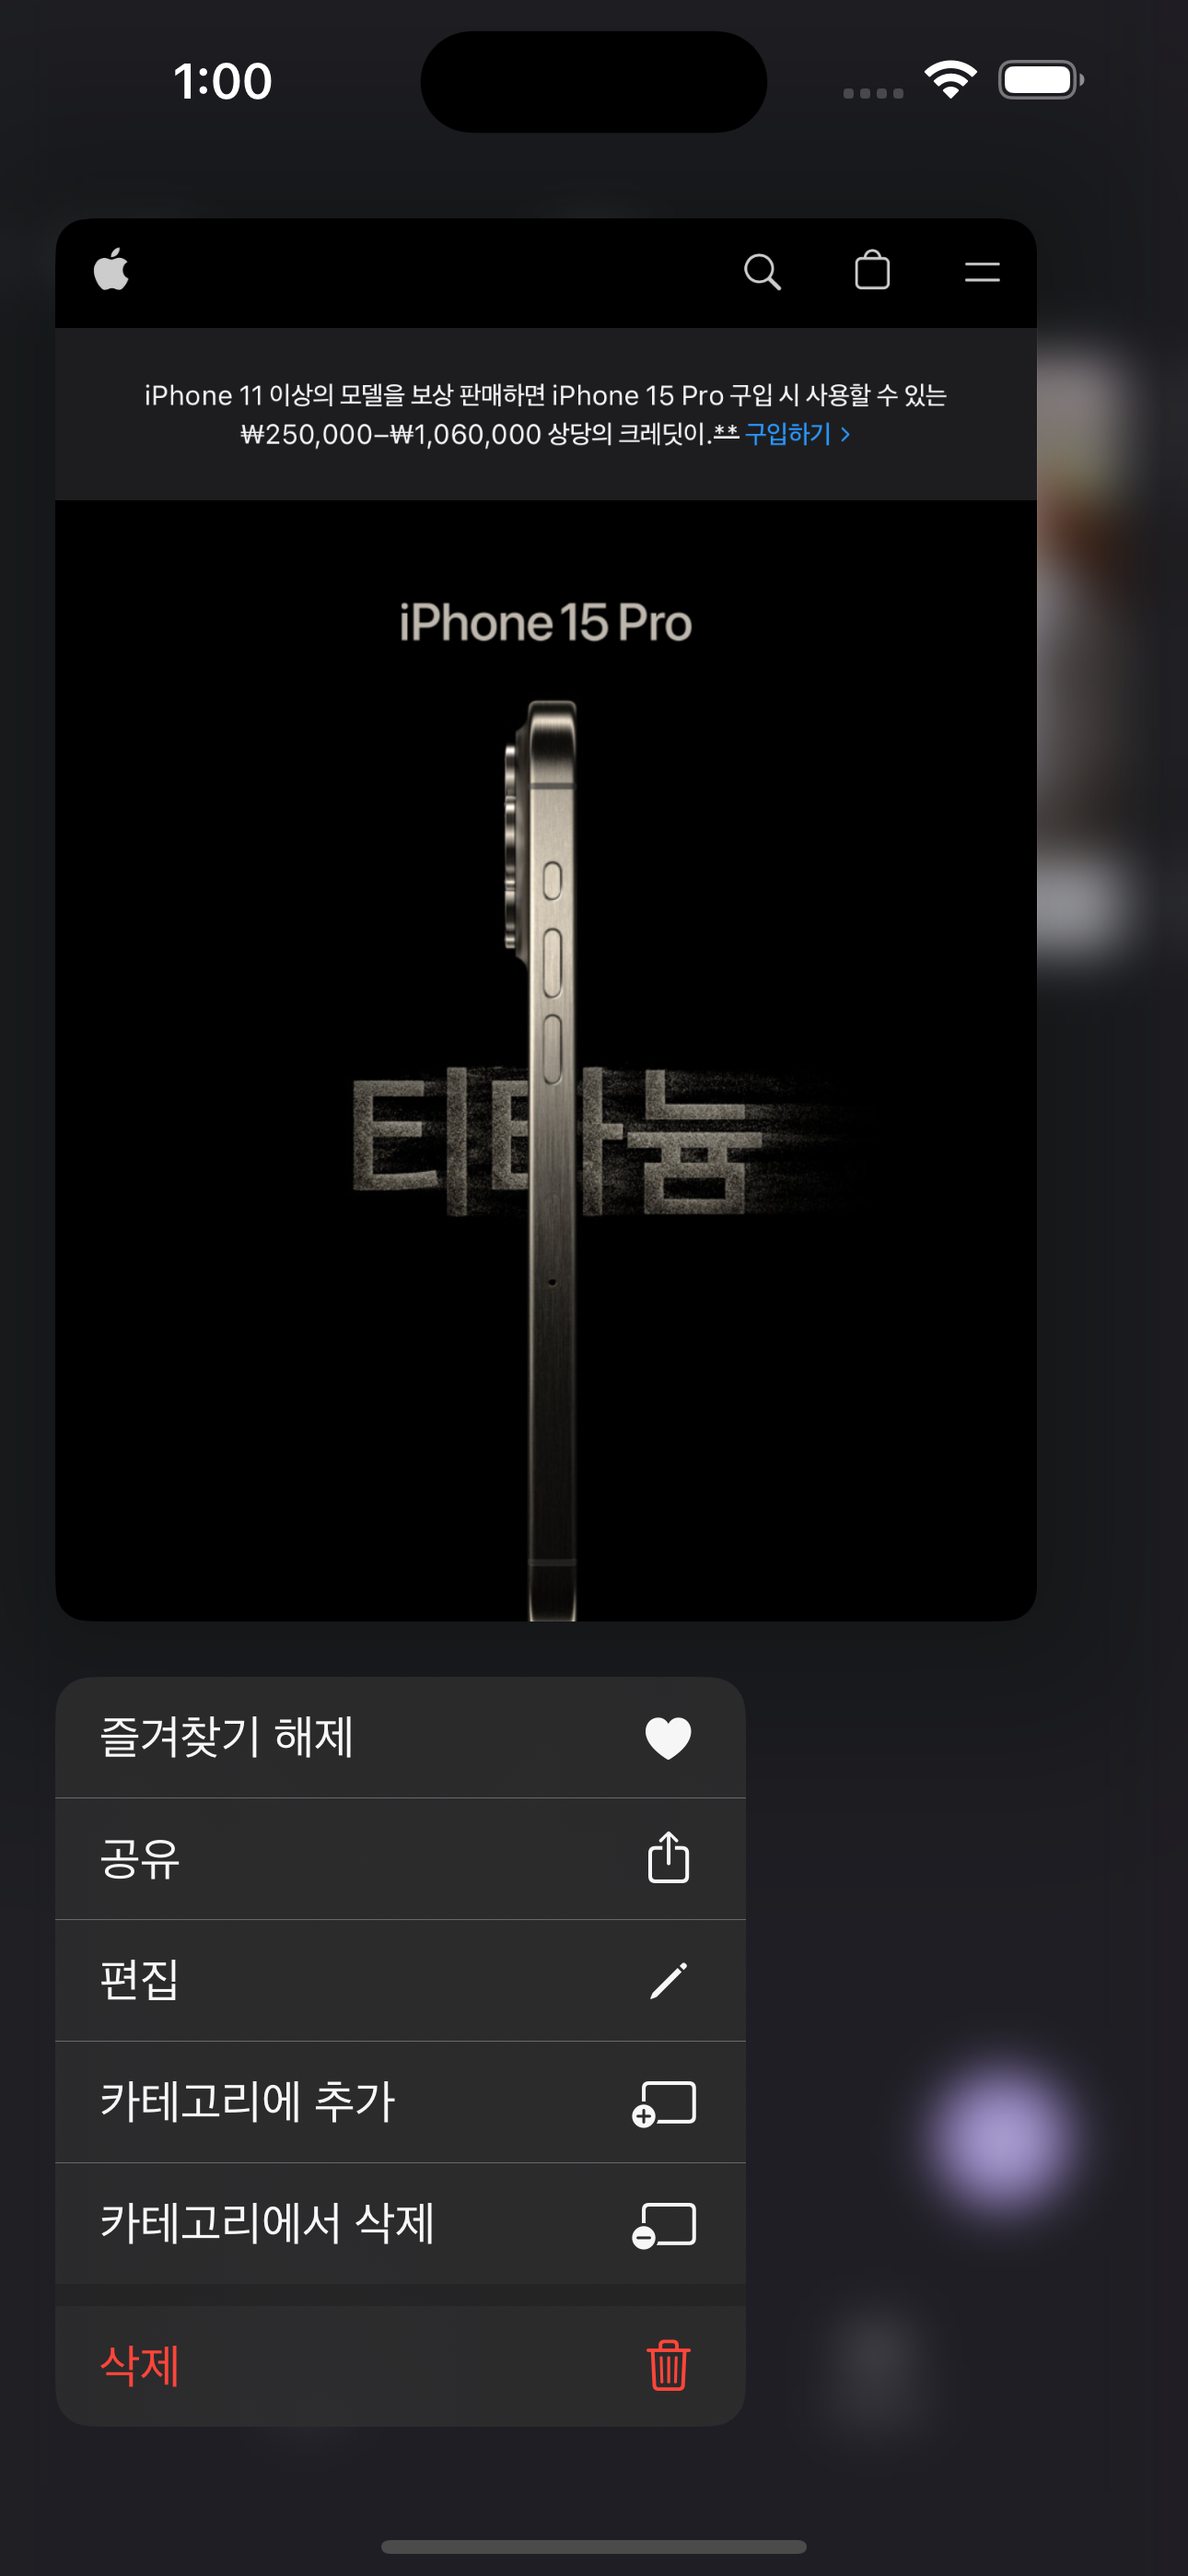 1:00
iPhone 11 이상의 모델을 보상 판매하면 iPhone 15 Pro 구입 시 사용할 수 있는
₩250,000–₩1,060,000 상당의 크레딧이.** 구입하기 >
iPhone 15 Pro
티타늄
즐겨찾기 해제
공유
편집
카테고리에 추가
카테고리에서 삭제
삭제